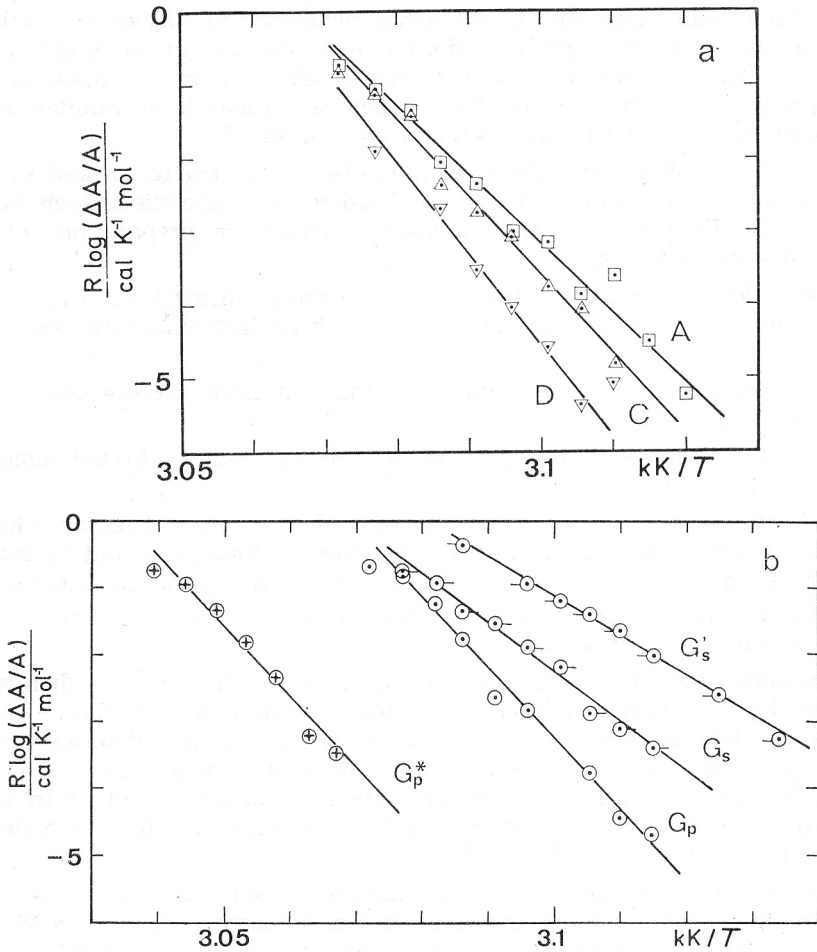 0
a
R log (ΔA/A)
cal K⁻¹ mol⁻¹
A
−5
D
C
3.05
3.1
kK/T
0
b
R log (ΔA/A)
cal K⁻¹ mol⁻¹
G's
Gs
Gp*
Gp
−5
3.05
3.1
kK/T